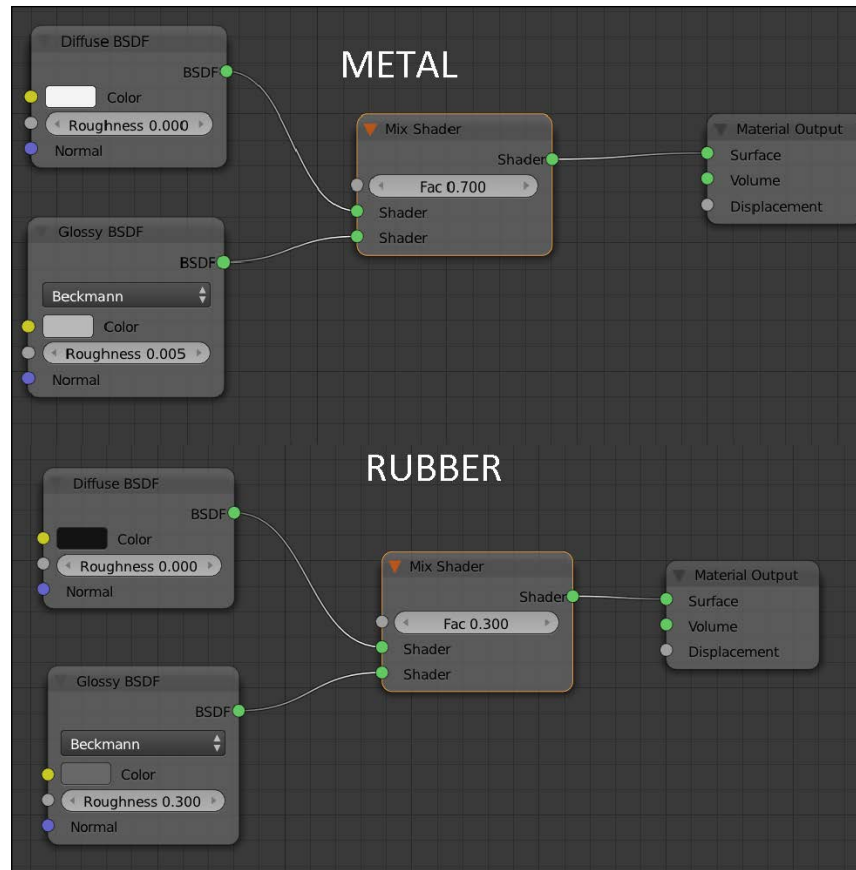 Diffuse BSDF
BSDF
METAL
Color
Roughness 0.000
Normal
Mix Shader
Shader
Fac 0.700
Shader
Shader
Material Output
Surface
Volume
Displacement
Glossy BSDF
BSDF
Beckmann
Color
Roughness 0.005
Normal
RUBBER
Diffuse BSDF
BSDF
Color
Roughness 0.000
Normal
Mix Shader
Shader
Fac 0.300
Shader
Shader
Material Output
Surface
Volume
Displacement
Glossy BSDF
BSDF
Beckmann
Color
Roughness 0.300
Normal